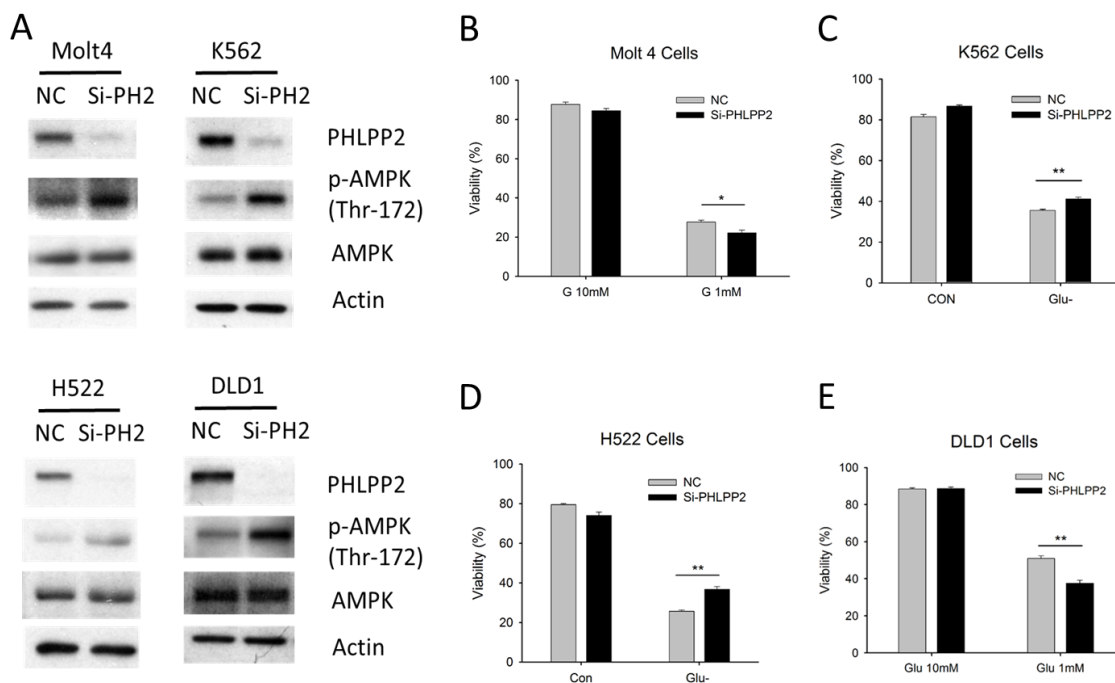 A
Molt4
K562
NC Si-PH2
NC Si-PH2
PHLPP2
p-AMPK
(Thr-172)
AMPK
Actin
B
Molt 4 Cells
NC
Si-PHLPP2
Viability (%)
100
80
60
40
20
0
*
G 10mM
G 1mM
C
K562 Cells
NC
Si-PHLPP2
Viability (%)
100
80
60
40
20
0
**
CON
Glu-
H522
DLD1
NC Si-PH2
NC Si-PH2
PHLPP2
p-AMPK
(Thr-172)
AMPK
Actin
D
H522 Cells
NC
Si-PHLPP2
Viability (%)
100
80
60
40
20
0
**
Con
Glu-
E
DLD1 Cells
NC
Si-PHLPP2
Viability (%)
100
80
60
40
20
0
**
Glu 10mM
Glu 1mM